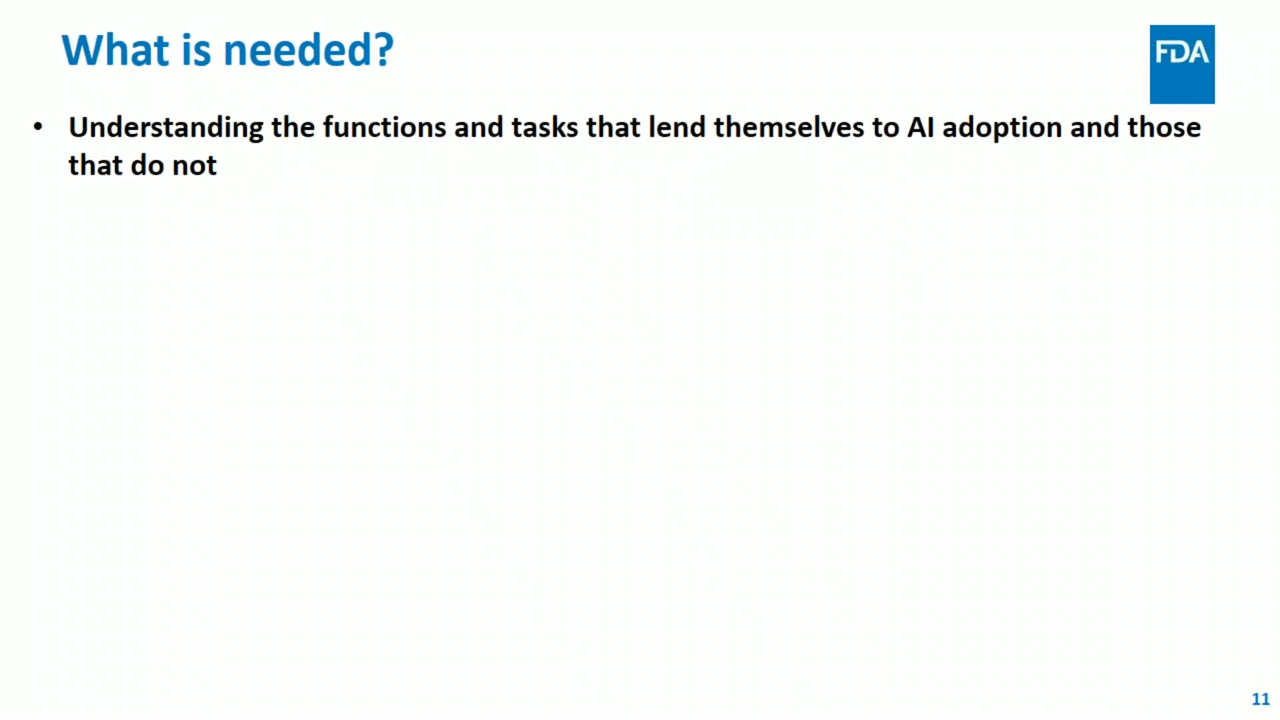 What is needed?
FDA
• Understanding the functions and tasks that lend themselves to AI adoption and those
that do not
11